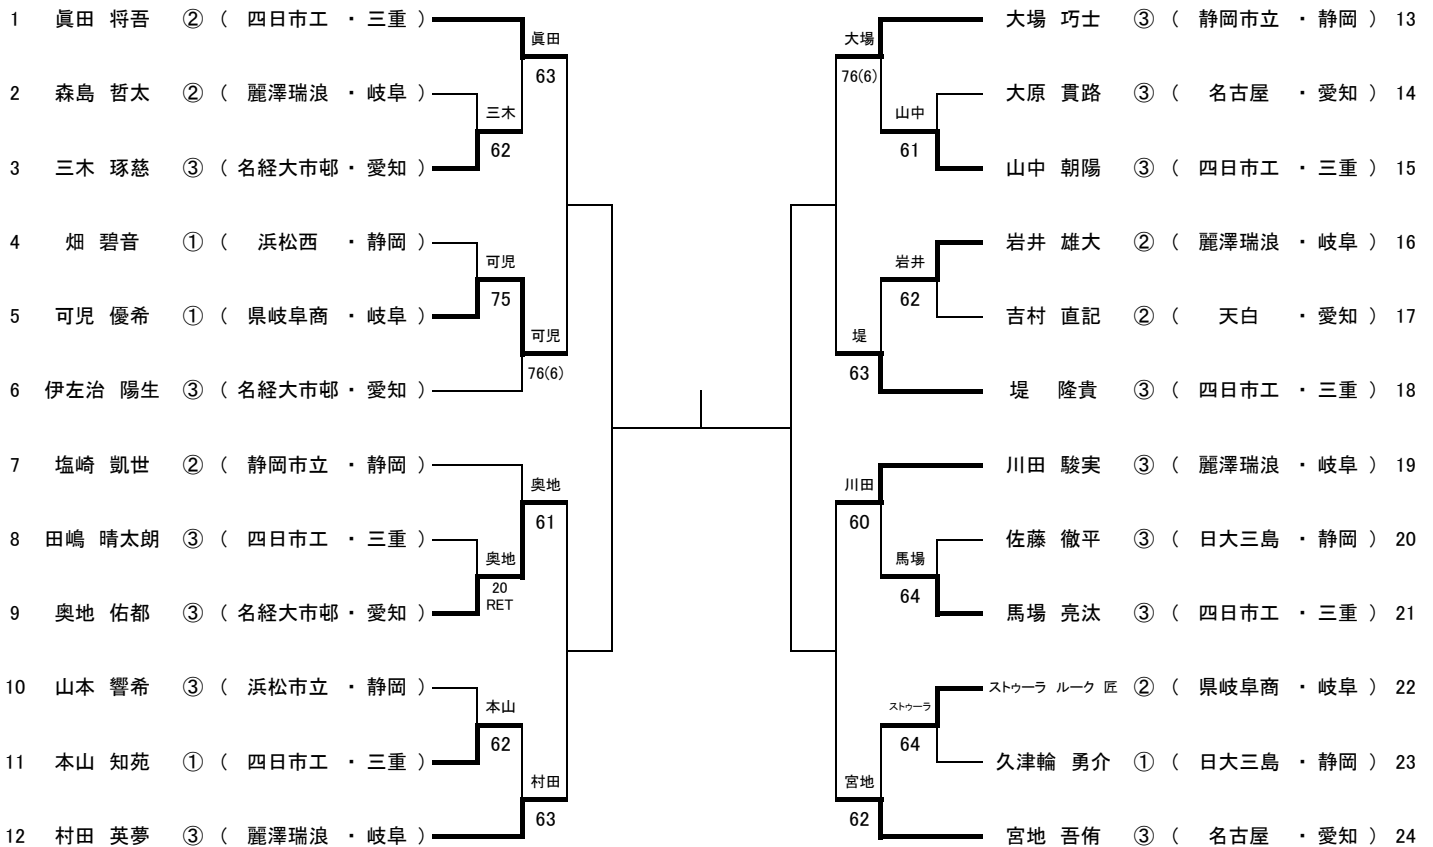 1 眞田 将吾 ② ( 四日市工 ・ 三重 )
眞田
63
2 森島 哲太 ② ( 麗澤瑞浪 ・ 岐阜 )
三木
62
3 三木 琢慈 ③ ( 名経大市邨 ・ 愛知 )
4 畑 碧音 ① ( 浜松西 ・ 静岡 )
可児
75
5 可児 優希 ① ( 県岐阜商 ・ 岐阜 )
可児
76(6)
6 伊左治 陽生 ③ ( 名経大市邨 ・ 愛知 )
7 塩崎 凱世 ② ( 静岡市立 ・ 静岡 )
奥地
61
8 田嶋 晴太朗 ③ ( 四日市工 ・ 三重 )
奥地
20
RET
9 奥地 佑都 ③ ( 名経大市邨 ・ 愛知 )
10 山本 響希 ③ ( 浜松市立 ・ 静岡 )
本山
62
11 本山 知苑 ① ( 四日市工 ・ 三重 )
村田
63
12 村田 英夢 ③ ( 麗澤瑞浪 ・ 岐阜 )
大場 巧士 ③ ( 静岡市立 ・ 静岡 ) 13
大場
76(6)
大原 貫路 ③ ( 名古屋 ・ 愛知 ) 14
山中
61
山中 朝陽 ③ ( 四日市工 ・ 三重 ) 15
岩井 雄大 ② ( 麗澤瑞浪 ・ 岐阜 ) 16
岩井
62
吉村 直記 ② ( 天白 ・ 愛知 ) 17
堤
63
堤 隆貴 ③ ( 四日市工 ・ 三重 ) 18
川田 駿実 ③ ( 麗澤瑞浪 ・ 岐阜 ) 19
川田
60
佐藤 徹平 ③ ( 日大三島 ・ 静岡 ) 20
馬場
64
馬場 亮汰 ③ ( 四日市工 ・ 三重 ) 21
ストゥーラ ルーク 匠 ② ( 県岐阜商 ・ 岐阜 ) 22
ストゥーラ
64
久津輪 勇介 ① ( 日大三島 ・ 静岡 ) 23
宮地
62
宮地 吾侑 ③ ( 名古屋 ・ 愛知 ) 24